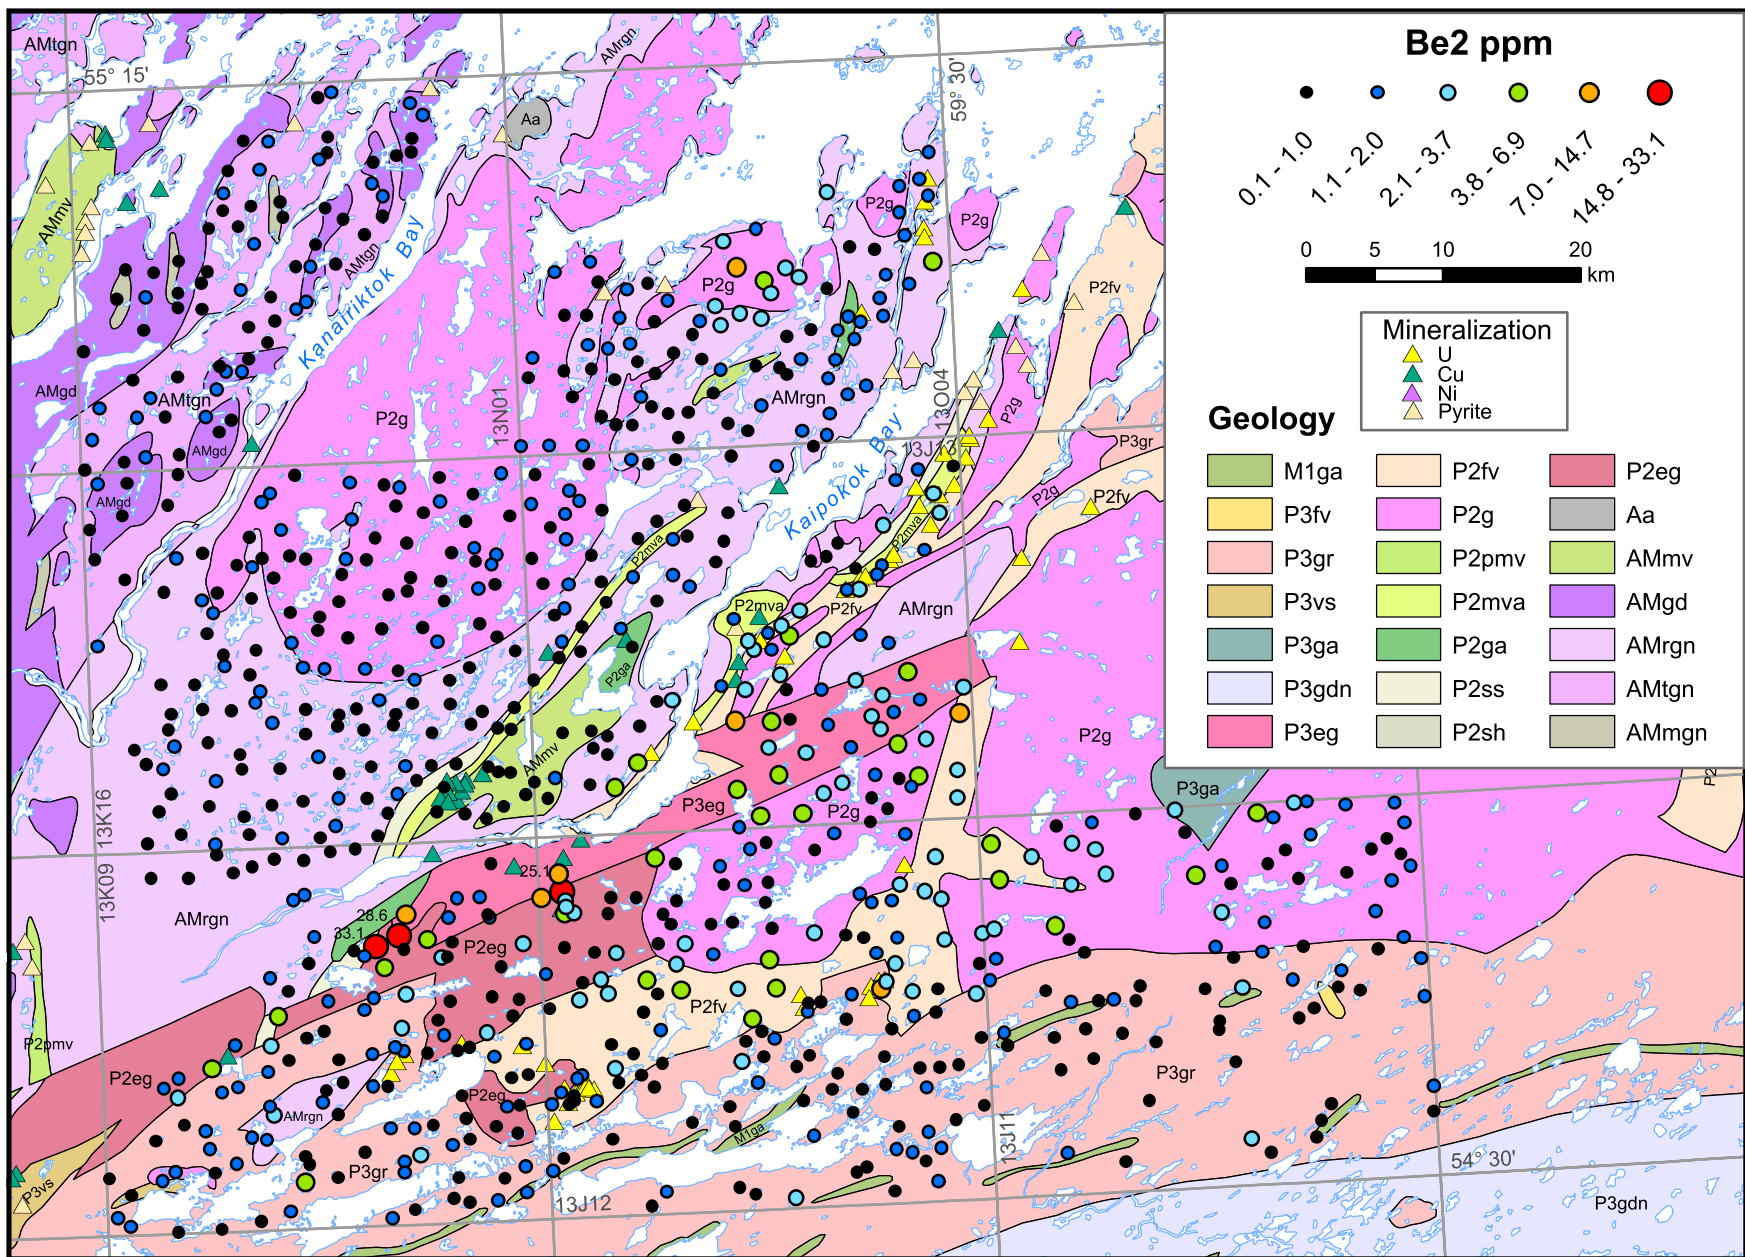 AMtgn
55° 15'
AMrgn
59° 30'
Aa
AMmv
AMtgn
Kanairiktok Bay
P2g
P2g
P2g
P2fv
AMgd
AMtgn
AMgd
AMgd
P2g
13N01
AMrgn
13O04
13J13
P2g
P3gr
P2g
P2fv
Kaipokok Bay
P2mva
P2mva
P2mva
P2fv
AMrgn
P2ga
AMmv
P2g
P3eg
P2g
P3ga
P2
13K16
13K09
AMrgn
25.1
28.6
33.1
P2eg
P2fv
P2pmv
P2eg
P2eg
AMrgn
P3gr
M1ga
P3gr
P3vs
13J12
13J11
54° 30'
P3gdn
Be2 ppm
0.1 - 1.0
1.1 - 2.0
2.1 - 3.7
3.8 - 6.9
7.0 - 14.7
14.8 - 33.1
0 5 10 20
km
Mineralization
U
Cu
Ni
Pyrite
Geology
M1ga P2fv P2eg
P3fv P2g Aa
P3gr P2pmv AMmv
P3vs P2mva AMgd
P3ga P2ga AMrgn
P3gdn P2ss AMtgn
P3eg P2sh AMmgn